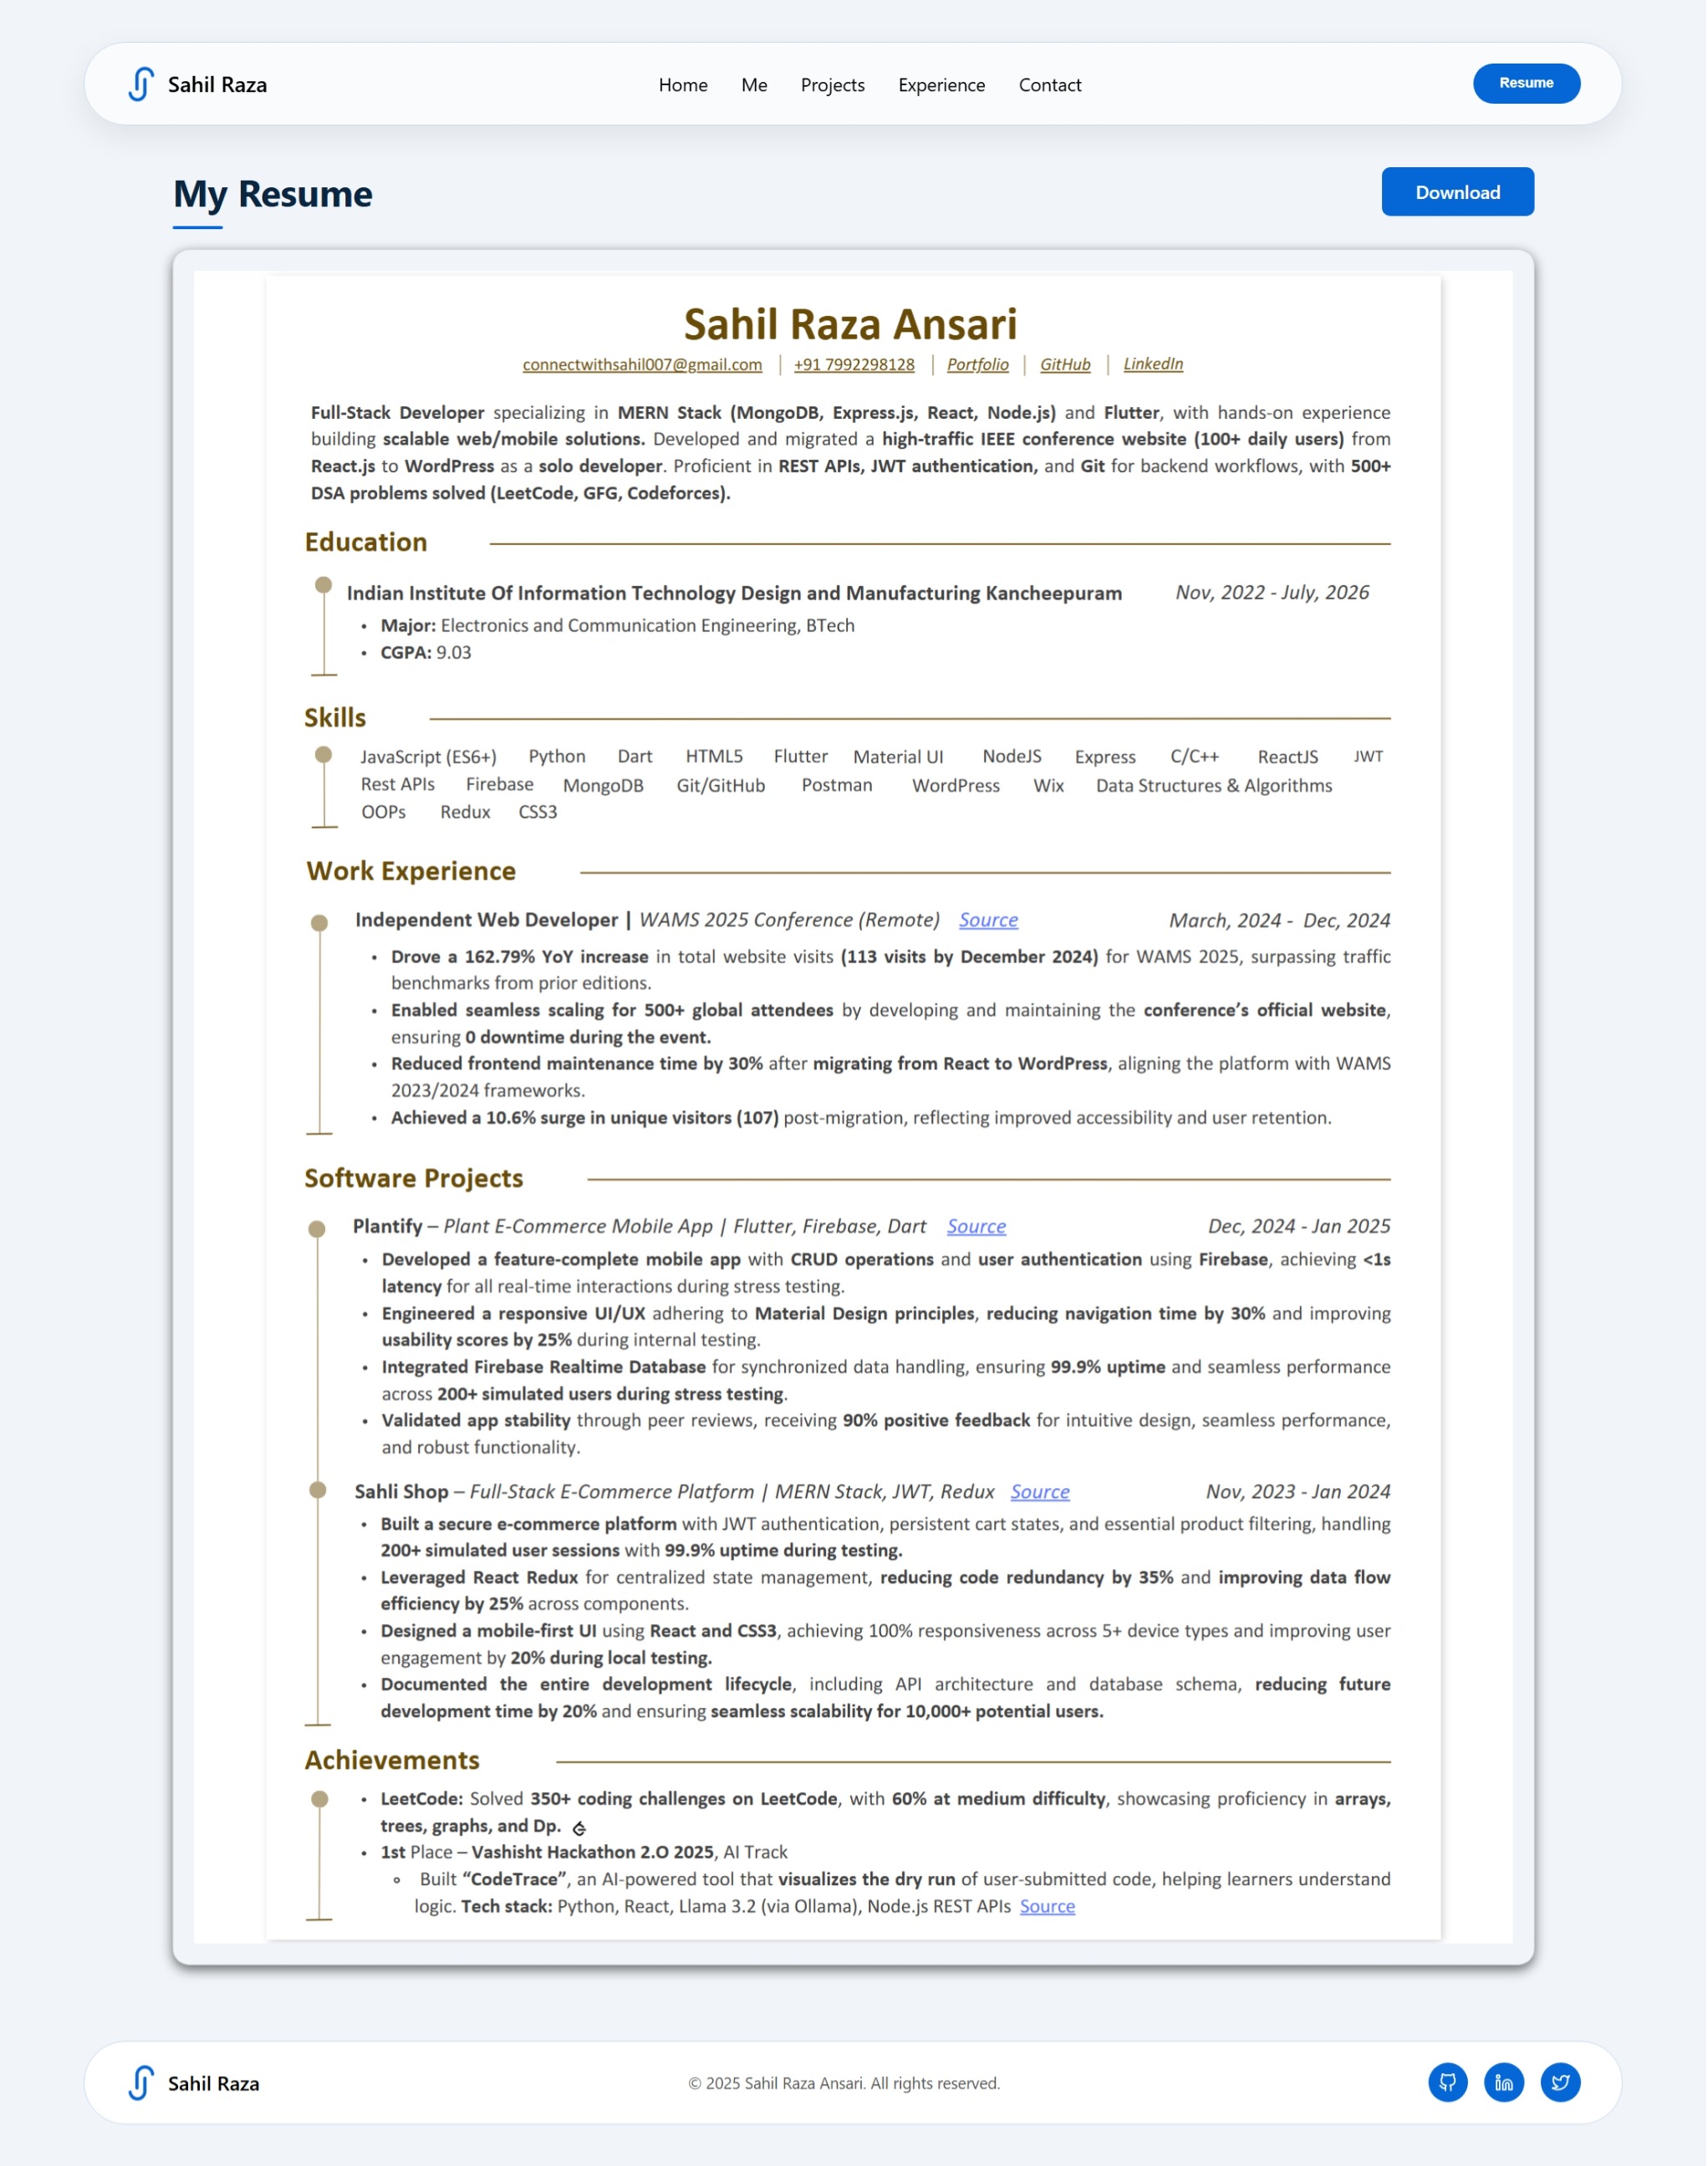 Sahil Raza
Home Me Projects Experience Contact
Resume
My Resume
Download
Sahil Raza Ansari
connectwithsahil007@gmail.com | +91 7992298128 | Portfolio | GitHub | LinkedIn
Full-Stack Developer specializing in MERN Stack (MongoDB, Express.js, React, Node.js) and Flutter, with hands-on experience
building scalable web/mobile solutions. Developed and migrated a high-traffic IEEE conference website (100+ daily users) from
React.js to WordPress as a solo developer. Proficient in REST APIs, JWT authentication, and Git for backend workflows, with 500+
DSA problems solved (LeetCode, GFG, Codeforces).
Education
Indian Institute Of Information Technology Design and Manufacturing Kancheepuram Nov, 2022 - July, 2026
• Major: Electronics and Communication Engineering, BTech
• CGPA: 9.03
Skills
JavaScript (ES6+) Python Dart HTML5 Flutter Material UI NodeJS Express C/C++ ReactJS JWT
Rest APIs Firebase MongoDB Git/GitHub Postman WordPress Wix Data Structures & Algorithms
OOPs Redux CSS3
Work Experience
Independent Web Developer | WAMS 2025 Conference (Remote) Source March, 2024 - Dec, 2024
• Drove a 162.79% YoY increase in total website visits (113 visits by December 2024) for WAMS 2025, surpassing traffic
benchmarks from prior editions.
• Enabled seamless scaling for 500+ global attendees by developing and maintaining the conference’s official website,
ensuring 0 downtime during the event.
• Reduced frontend maintenance time by 30% after migrating from React to WordPress, aligning the platform with WAMS
2023/2024 frameworks.
• Achieved a 10.6% surge in unique visitors (107) post-migration, reflecting improved accessibility and user retention.
Software Projects
Plantify – Plant E-Commerce Mobile App | Flutter, Firebase, Dart Source Dec, 2024 - Jan 2025
• Developed a feature-complete mobile app with CRUD operations and user authentication using Firebase, achieving <1s
latency for all real-time interactions during stress testing.
• Engineered a responsive UI/UX adhering to Material Design principles, reducing navigation time by 30% and improving
usability scores by 25% during internal testing.
• Integrated Firebase Realtime Database for synchronized data handling, ensuring 99.9% uptime and seamless performance
across 200+ simulated users during stress testing.
• Validated app stability through peer reviews, receiving 90% positive feedback for intuitive design, seamless performance,
and robust functionality.
Sahli Shop – Full-Stack E-Commerce Platform | MERN Stack, JWT, Redux Source Nov, 2023 - Jan 2024
• Built a secure e-commerce platform with JWT authentication, persistent cart states, and essential product filtering, handling
200+ simulated user sessions with 99.9% uptime during testing.
• Leveraged React Redux for centralized state management, reducing code redundancy by 35% and improving data flow
efficiency by 25% across components.
• Designed a mobile-first UI using React and CSS3, achieving 100% responsiveness across 5+ device types and improving user
engagement by 20% during local testing.
• Documented the entire development lifecycle, including API architecture and database schema, reducing future
development time by 20% and ensuring seamless scalability for 10,000+ potential users.
Achievements
• LeetCode: Solved 350+ coding challenges on LeetCode, with 60% at medium difficulty, showcasing proficiency in arrays,
trees, graphs, and Dp.
• 1st Place – Vashisht Hackathon 2.O 2025, AI Track
◦ Built “CodeTrace”, an AI-powered tool that visualizes the dry run of user-submitted code, helping learners understand
logic. Tech stack: Python, React, Llama 3.2 (via Ollama), Node.js REST APIs Source
Sahil Raza
© 2025 Sahil Raza Ansari. All rights reserved.